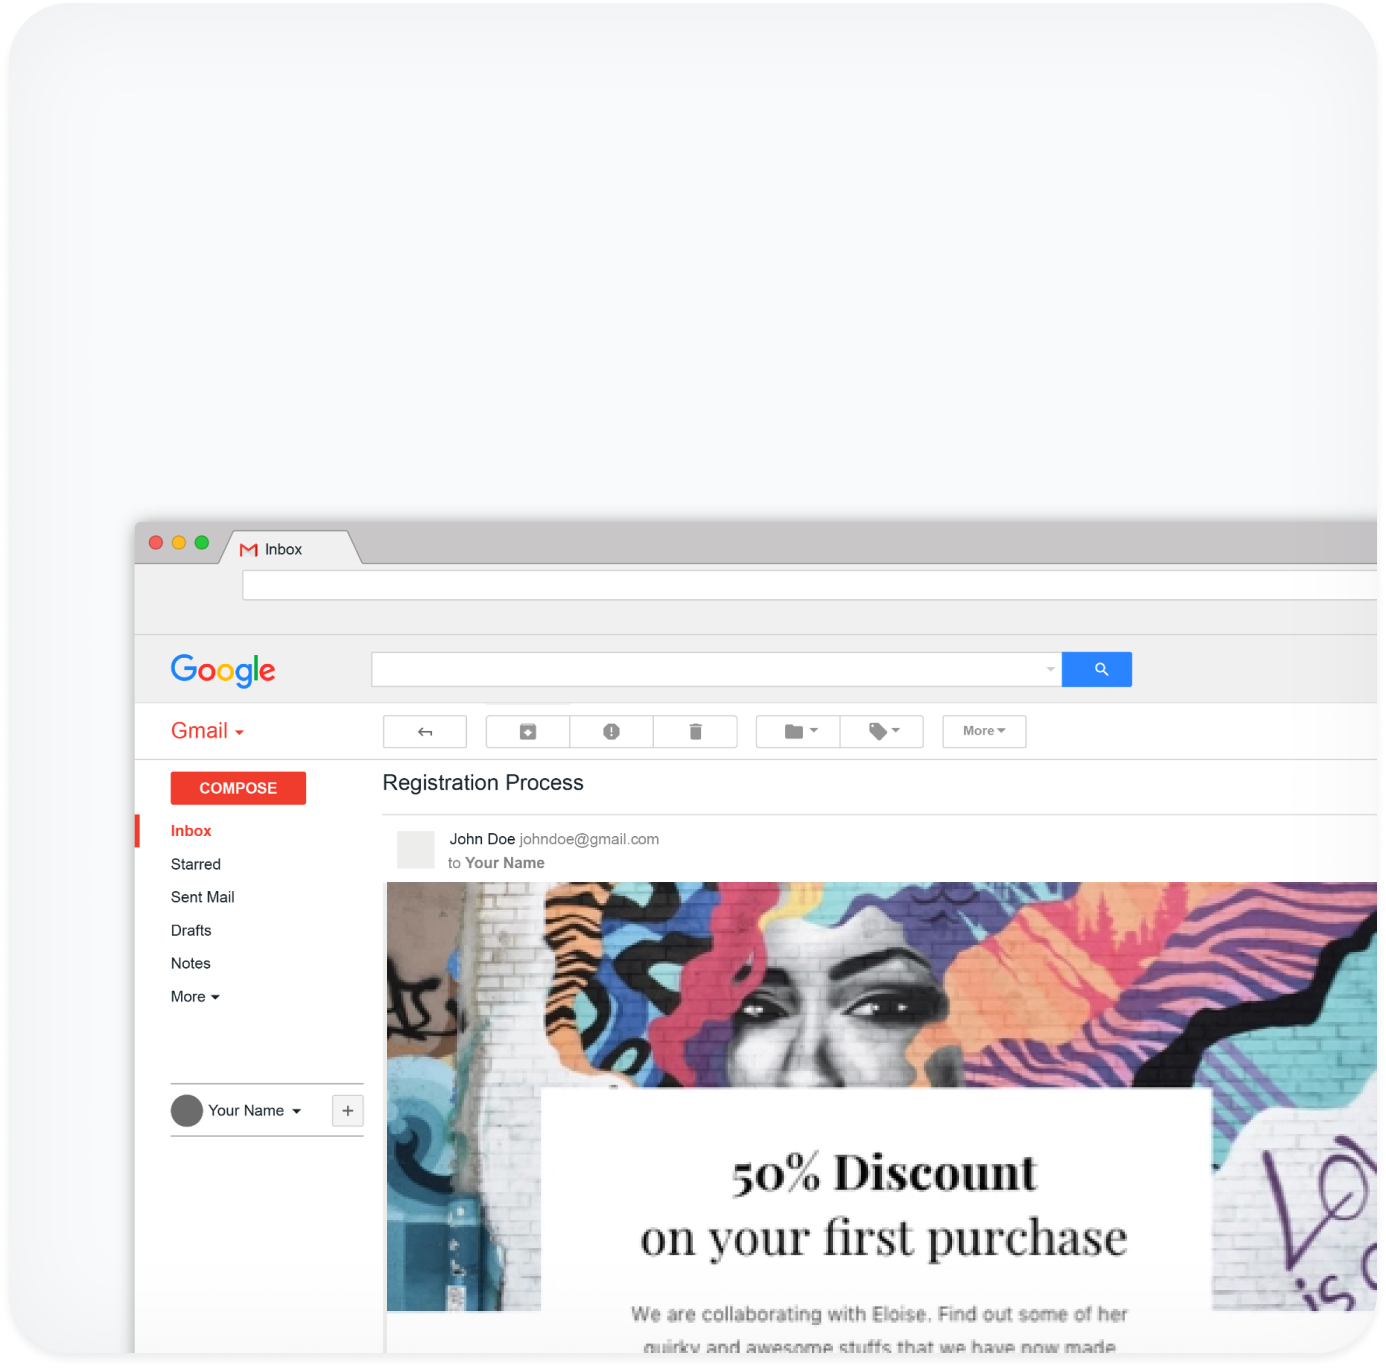 Inbox
Google
Gmail
More
COMPOSE
Registration Process
Inbox
John Doe johndoe@gmail.com
to Your Name
Starred
Sent Mail
Drafts
Notes
More
Your Name
+
50% Discount
on your first purchase
is
We are collaborating with Eloise. Find out some of her
quirky and awesome stuffs that we have now made